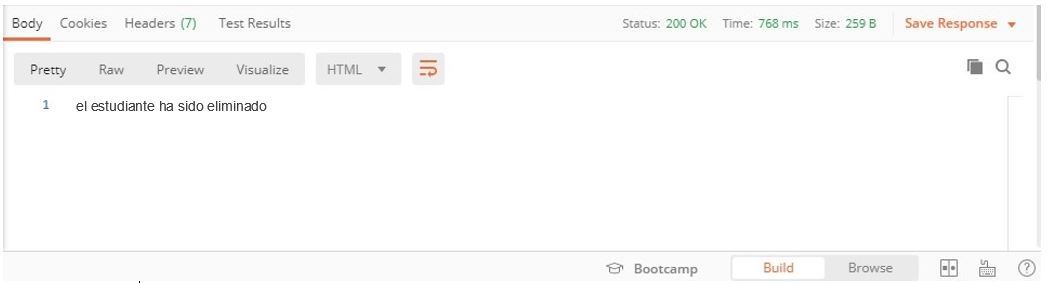 Body Cookies Headers (7) Test Results Status: 200 OK Time: 768 ms Size: 259 B Save Response
Pretty Raw Preview Visualize HTML
1 el estudiante ha sido eliminado
Bootcamp Build Browse